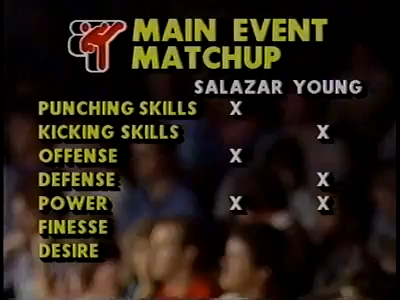 MAIN EVENT
MATCHUP
SALAZAR YOUNG
PUNCHING SKILLS X
KICKING SKILLS X
OFFENSE X
DEFENSE X
POWER X X
FINESSE
DESIRE